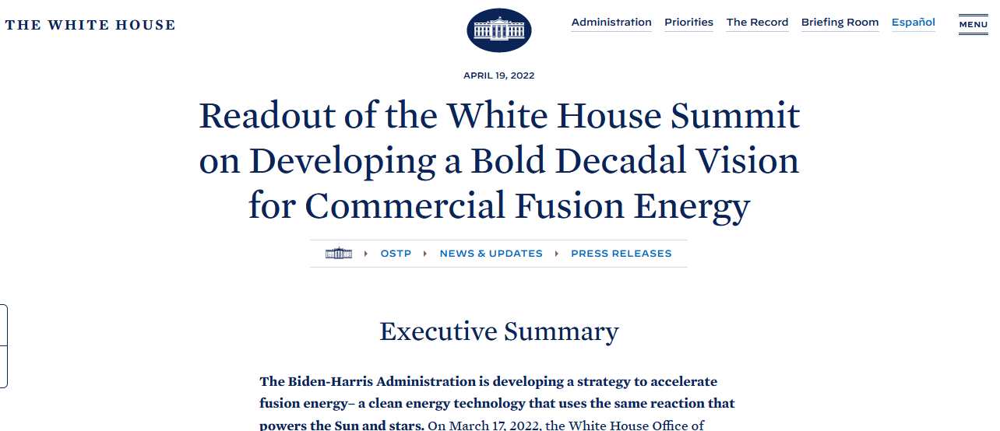 THE WHITE HOUSE
Administration Priorities The Record Briefing Room Español MENU
APRIL 19, 2022
Readout of the White House Summit
on Developing a Bold Decadal Vision
for Commercial Fusion Energy
OSTP NEWS & UPDATES PRESS RELEASES
Executive Summary
The Biden-Harris Administration is developing a strategy to accelerate
fusion energy– a clean energy technology that uses the same reaction that
powers the Sun and stars. On March 17, 2022, the White House Office of